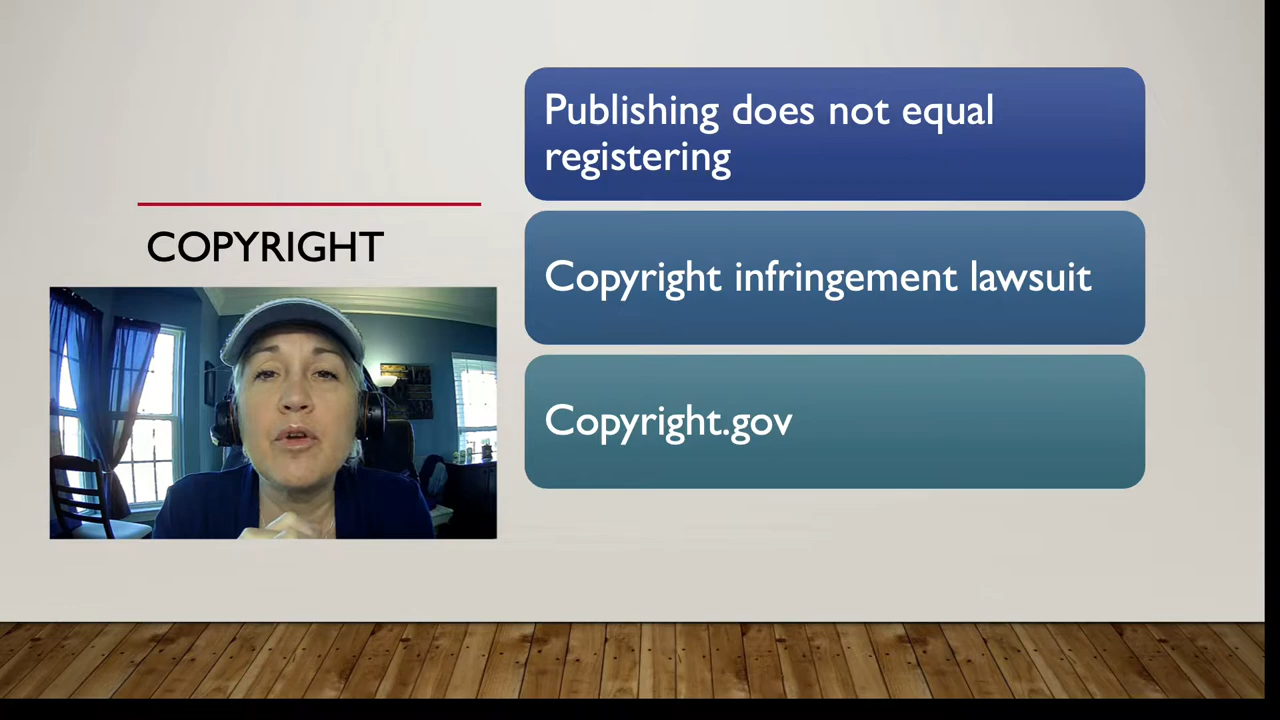 COPYRIGHT
Publishing does not equal
registering
Copyright infringement lawsuit
Copyright.gov